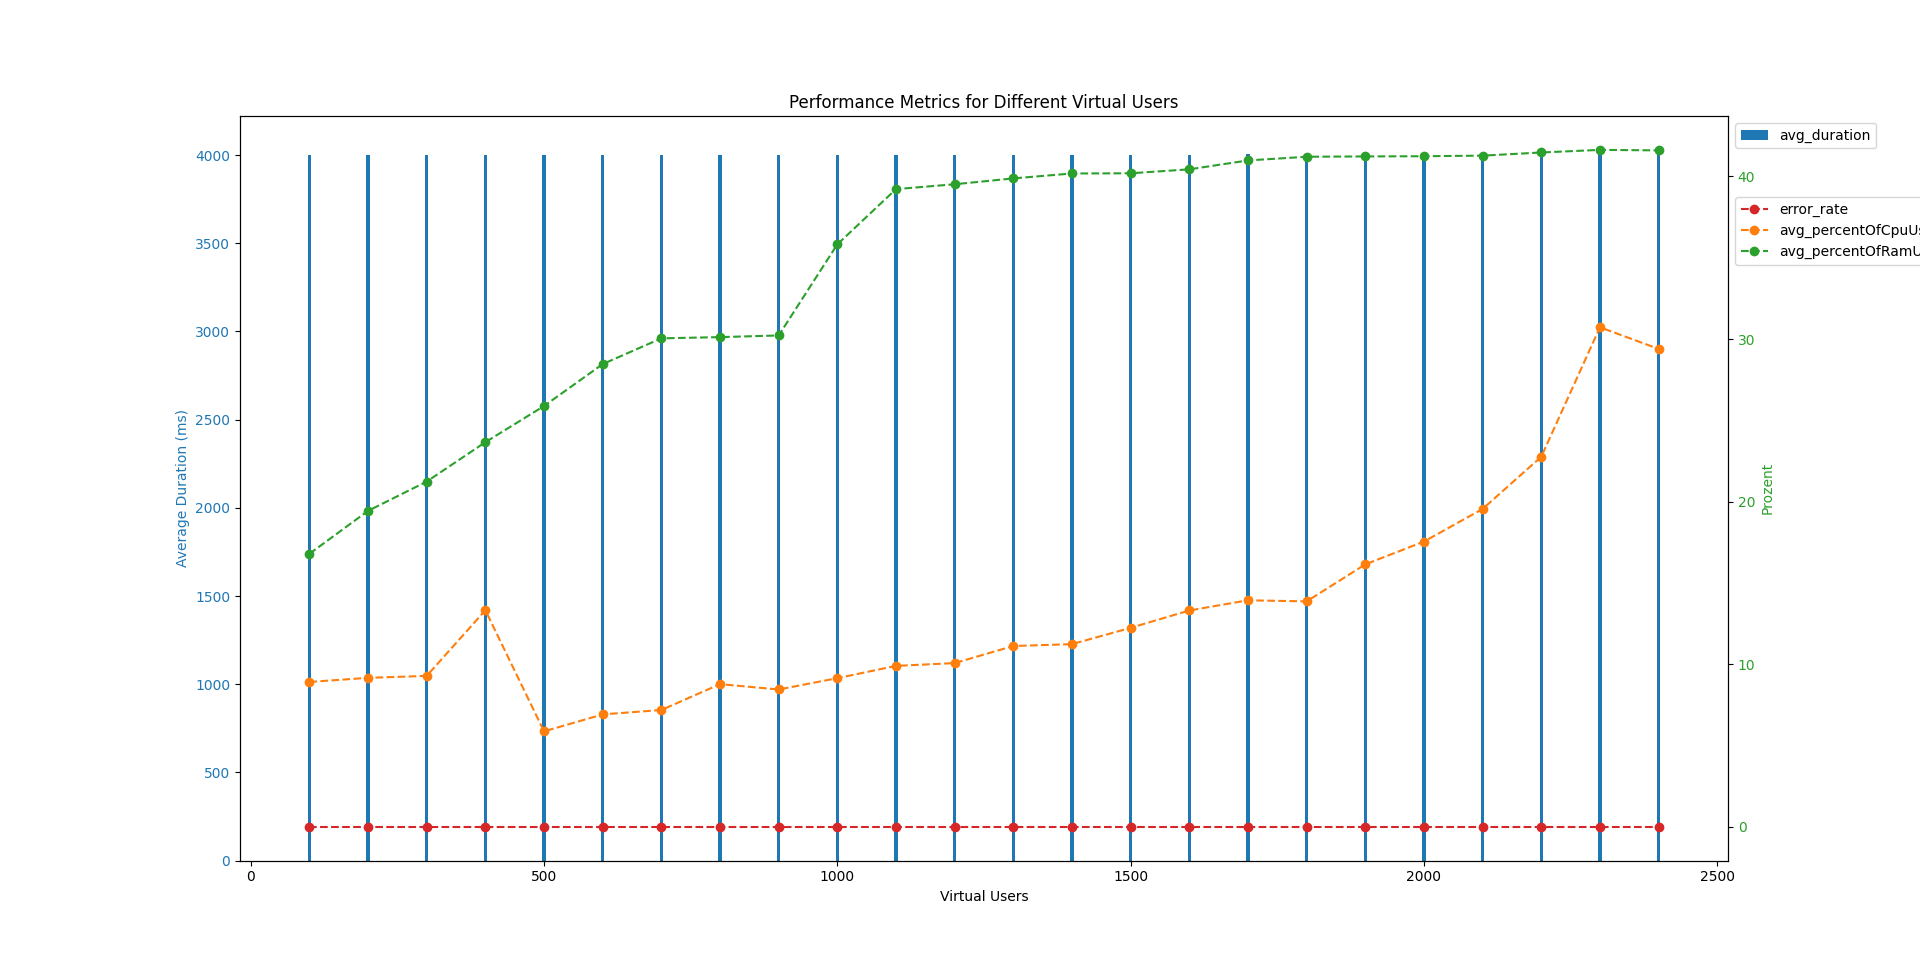 Performance Metrics for Different Virtual Users
avg_duration
error_rate
avg_percentOfCpuUs
avg_percentOfRamU
Average Duration (ms)
4000
3500
3000
2500
2000
1500
1000
500
0
0
500
1000
1500
2000
2500
Virtual Users
40
30
20
10
0
Prozent